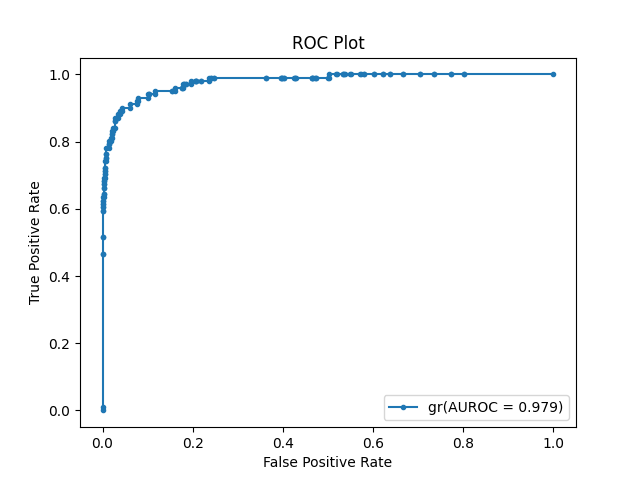 ROC Plot
True Positive Rate
1.0
0.8
0.6
0.4
0.2
0.0
gr(AUROC = 0.979)
0.0 0.2 0.4 0.6 0.8 1.0
False Positive Rate